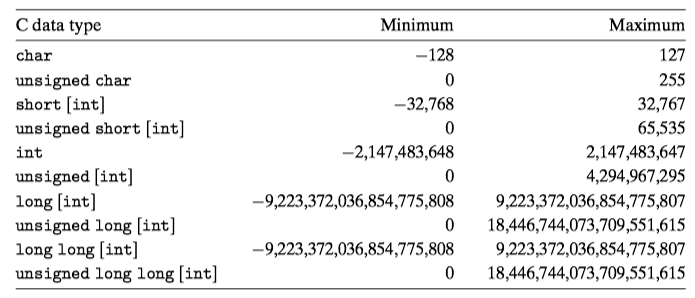 C data type Minimum Maximum
char −128 127
unsigned char 0 255
short [int] −32,768 32,767
unsigned short [int] 0 65,535
int −2,147,483,648 2,147,483,647
unsigned [int] 0 4,294,967,295
long [int] −9,223,372,036,854,775,808 9,223,372,036,854,775,807
unsigned long [int] 0 18,446,744,073,709,551,615
long long [int] −9,223,372,036,854,775,808 9,223,372,036,854,775,807
unsigned long long [int] 0 18,446,744,073,709,551,615